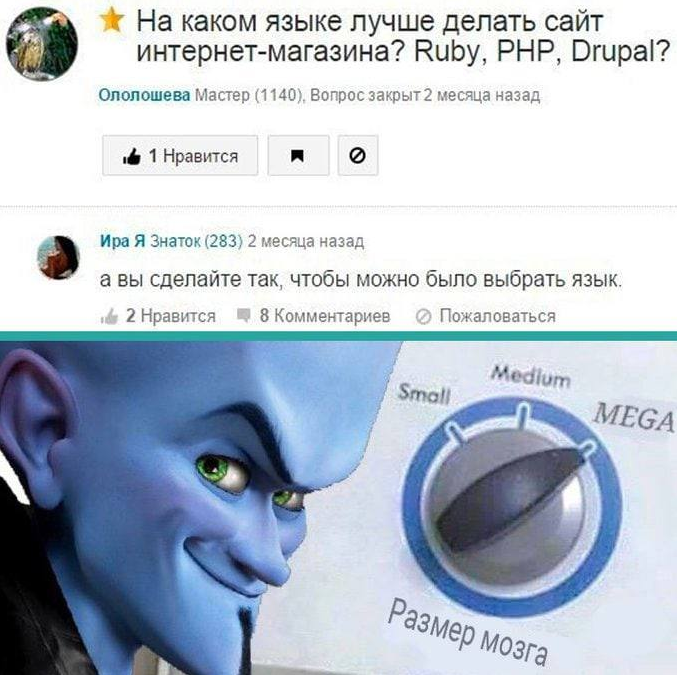 На каком языке лучше делать сайт
интернет-магазина? Ruby, PHP, Drupal?
Ололошева Мастер (1140), Вопрос закрыт 2 месяца назад
1 Нравится
Ира Я Знаток (283) 2 месяца назад
а вы сделайте так, чтобы можно было выбрать язык.
2 Нравится 8 Комментариев Пожаловаться
Small Medium MEGA
Размер мозга